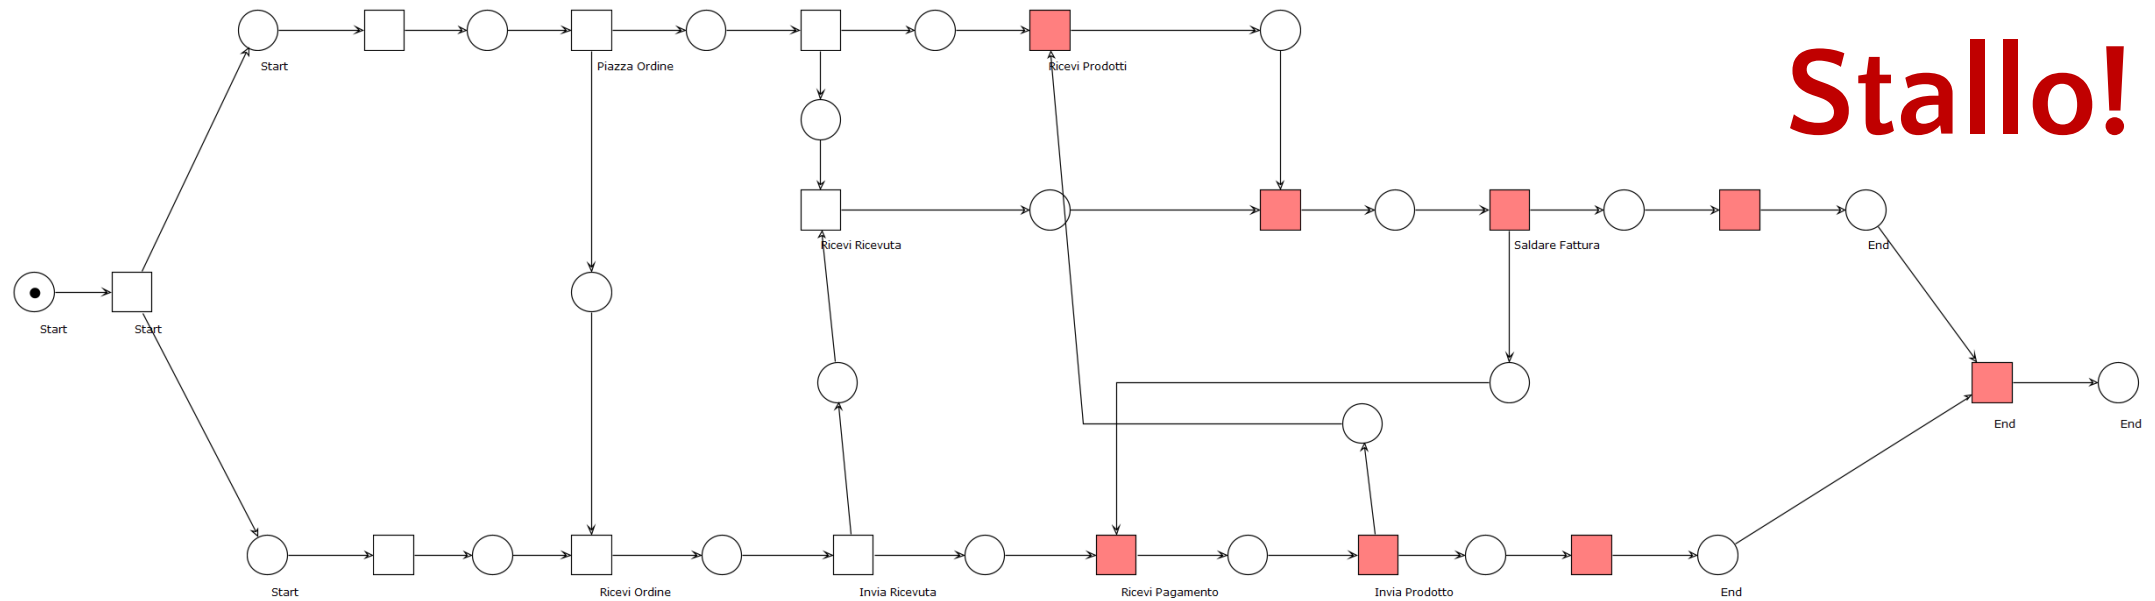 Stallo!
Start
Piazza Ordine
Ricevi Prodotti
Ricevi Ricevuta
Saldare Fattura
End
Start
Start
End
End
Start
Ricevi Ordine
Invia Ricevuta
Ricevi Pagamento
Invia Prodotto
End